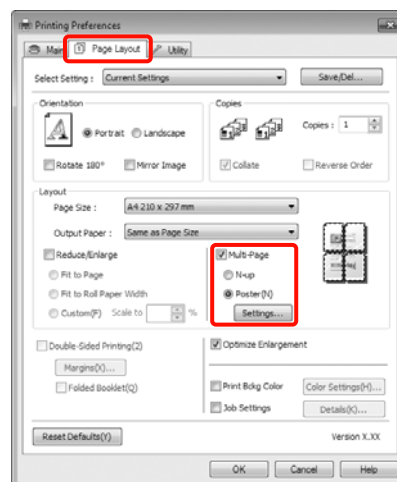 Printing Preferences
Main Page Layout Utility
Select Setting : Current Settings Save/Del...
Orientation Copies
A Portrait Landscape Copies : 1
Rotate 180° Mirror Image Collate Reverse Order
Layout
Page Size : A4 210 x 297 mm
Output Paper : Same as Page Size
Reduce/Enlarge Multi-Page
Fit to Page N-up
Fit to Roll Paper Width Poster(N)
Custom(F) Scale to % Settings...
Double-Sided Printing(2) Optimize Enlargement
Margins(X)...
Folded Booklet(Q) Print Bckg Color Color Settings(H)...
Job Settings Details(K)...
Reset Defaults(Y) Version X.XX
OK Cancel Help